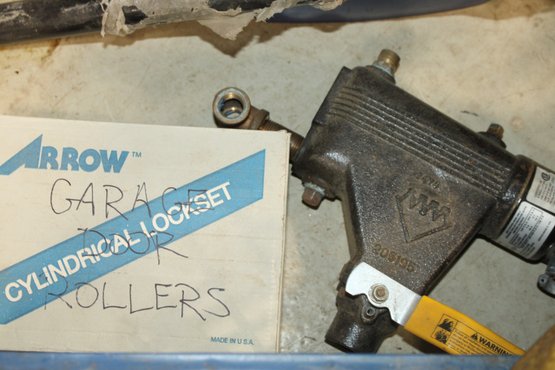 ARROW™
GARAGE
CYLINDRICAL LOCKSET
DOOR
ROLLERS
MADE IN U.S.A.
WARNING